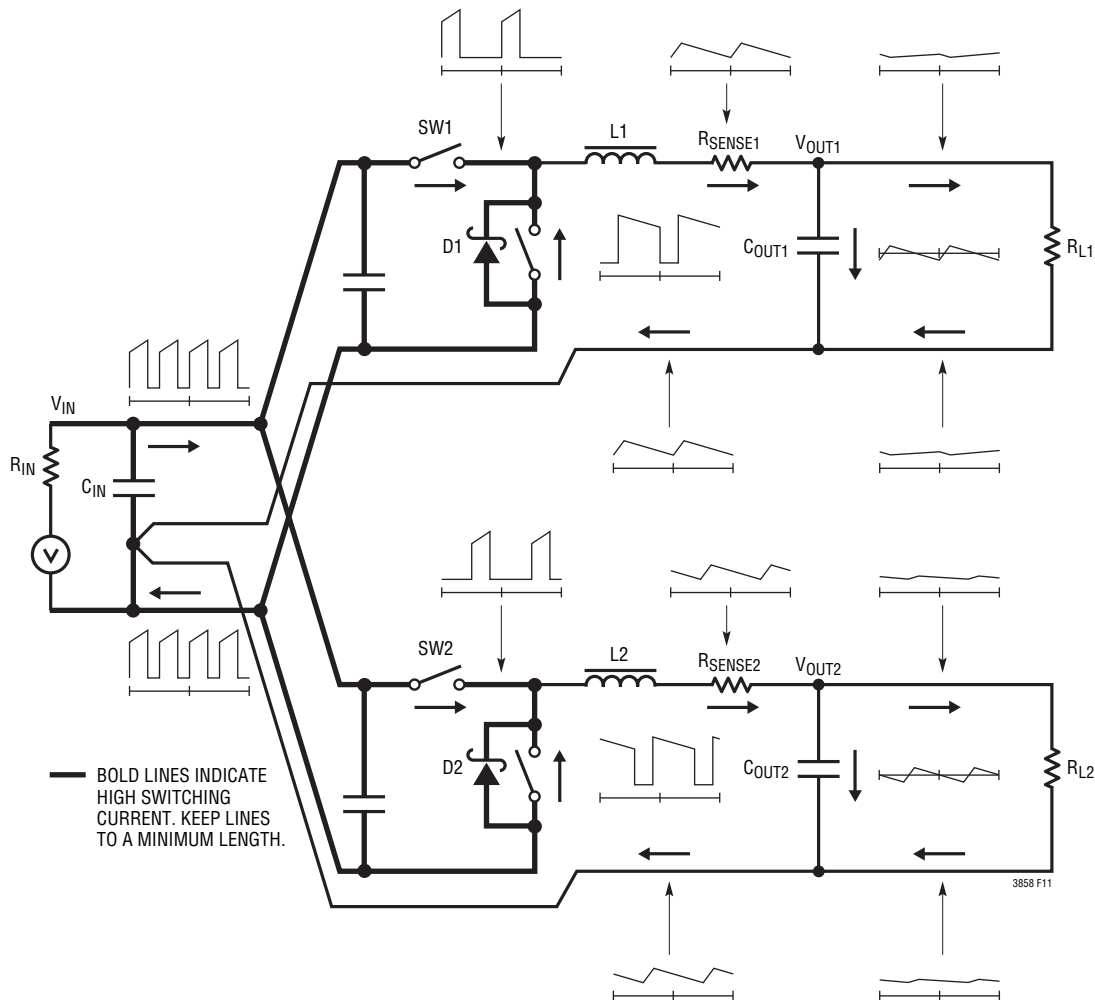 SW1
L1
RSENSE1
VOUT1
D1
COUT1
RL1
VIN
RIN
CIN
V
SW2
L2
RSENSE2
VOUT2
D2
COUT2
RL2
BOLD LINES INDICATE
HIGH SWITCHING
CURRENT. KEEP LINES
TO A MINIMUM LENGTH.
3858 F11